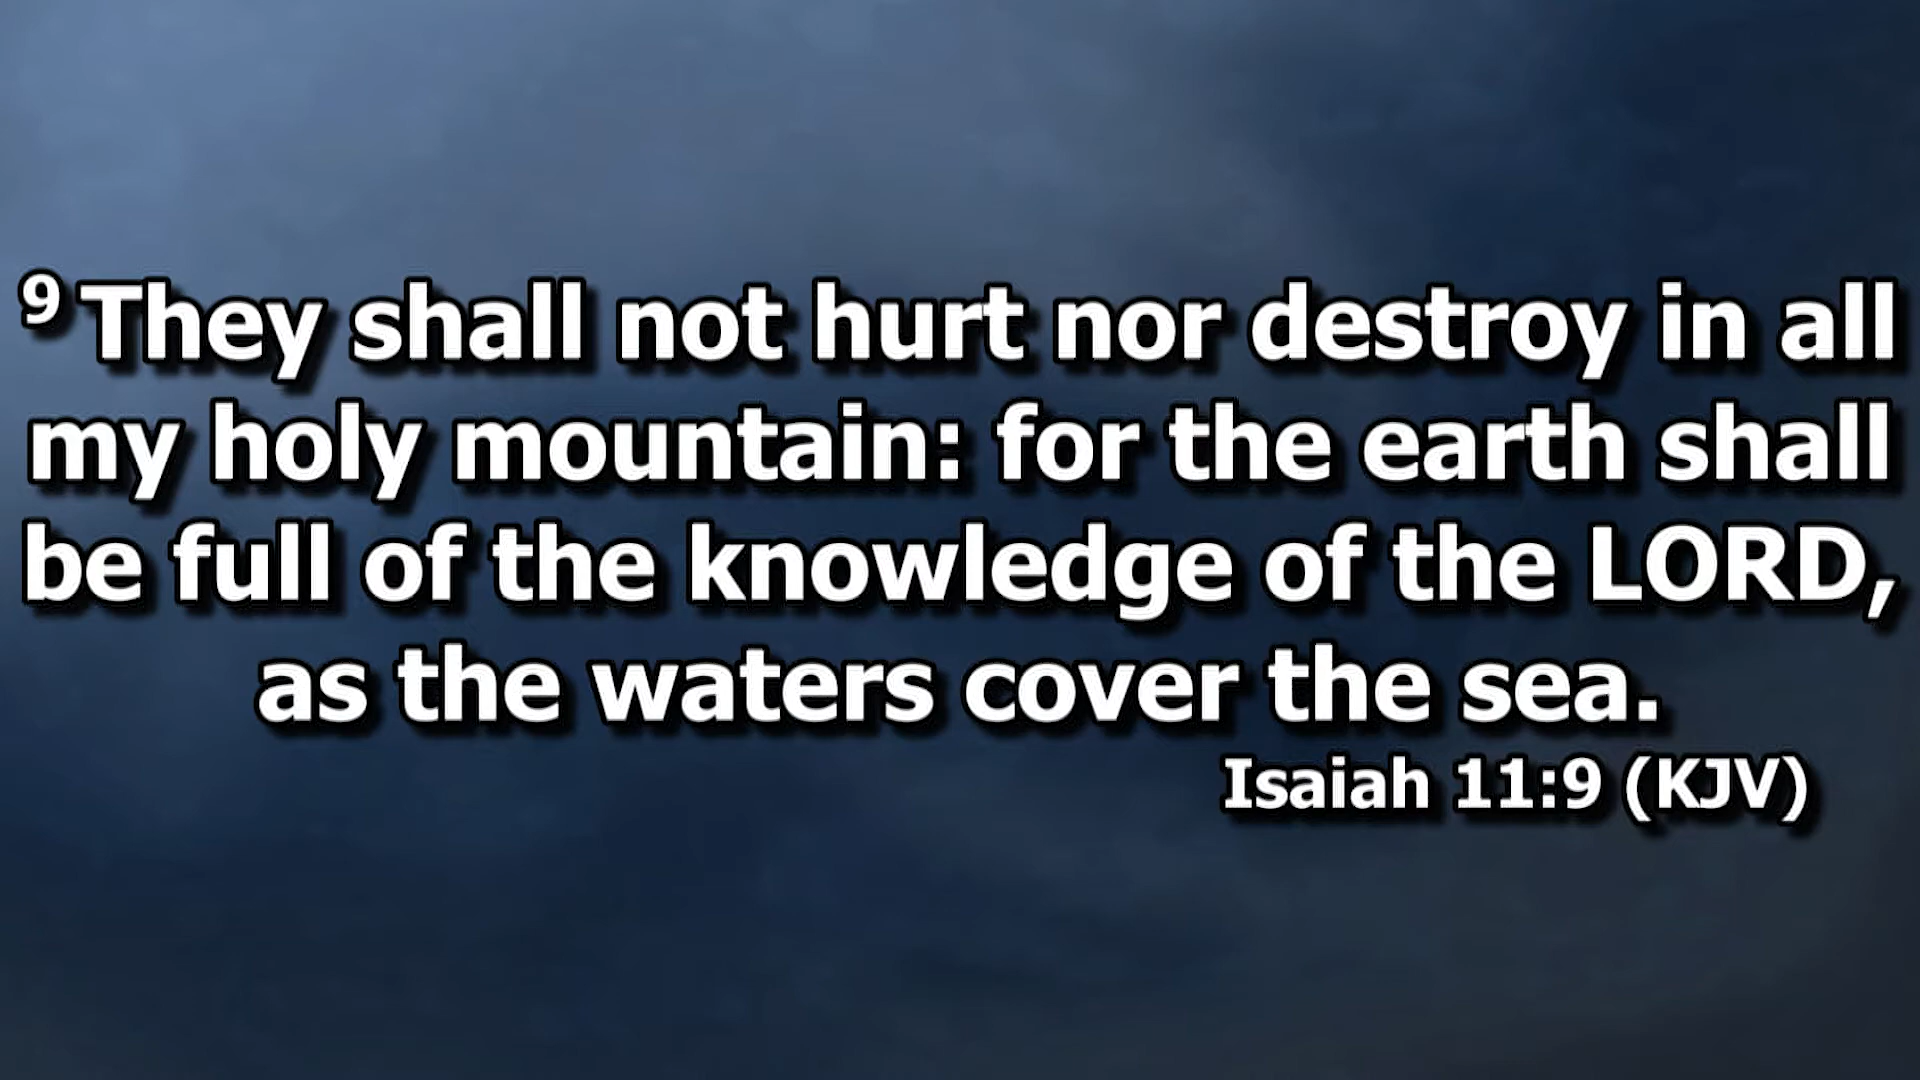 9 They shall not hurt nor destroy in all
my holy mountain: for the earth shall
be full of the knowledge of the LORD,
as the waters cover the sea.
Isaiah 11:9 (KJV)